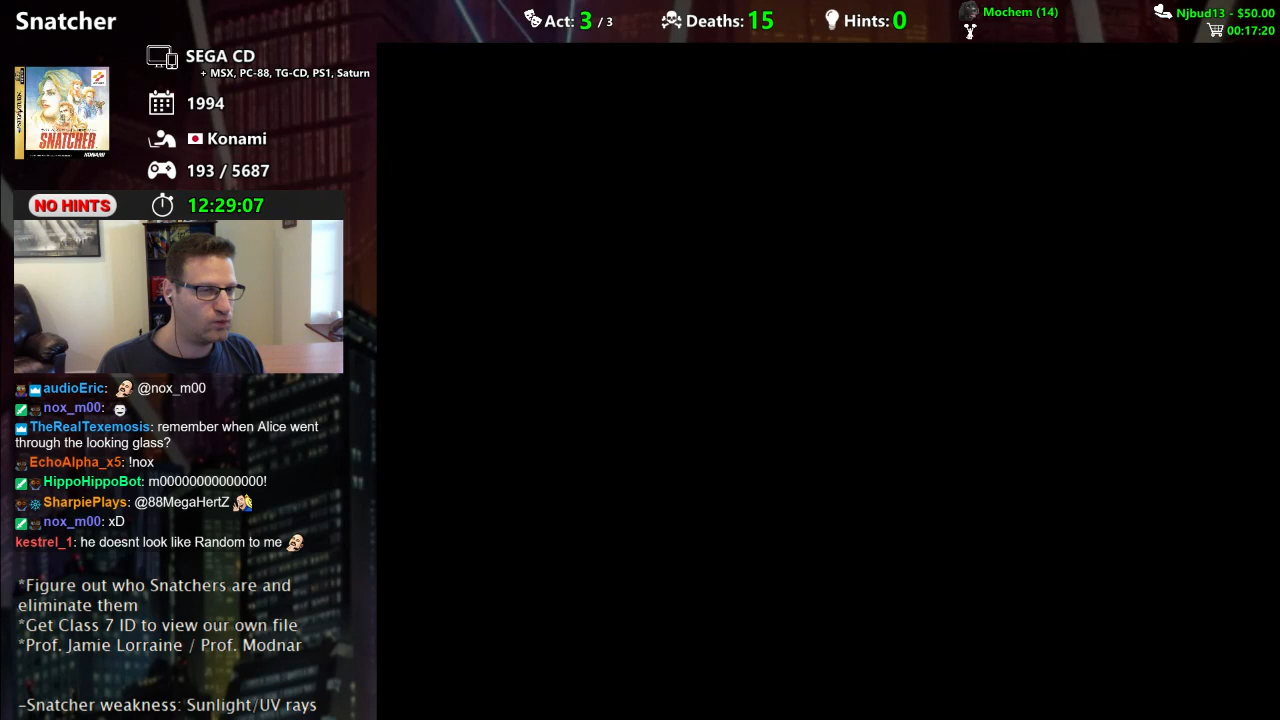 Snatcher
Act: 3 / 3
Deaths: 15
Hints: 0
Mochem (14)
Njbud13 - $50.00
00:17:20
SEGA CD
+ MSX, PC-88, TG-CD, PS1, Saturn
1994
Konami
193 / 5687
SNATCHER
KONAMI
NO HINTS
12:29:07
audioEric: @nox_m00
nox_m00:
TheRealTexemosis: remember when Alice went
through the looking glass?
EchoAlpha_x5: !nox
HippoHippoBot: m00000000000000!
SharpiePlays: @88MegaHertZ
nox_m00: xD
kestrel_1: he doesnt look like Random to me
*Figure out who Snatchers are and
eliminate them
*Get Class 7 ID to view our own file
*Prof. Jamie Lorraine / Prof. Modnar
-Snatcher weakness: Sunlight/UV rays